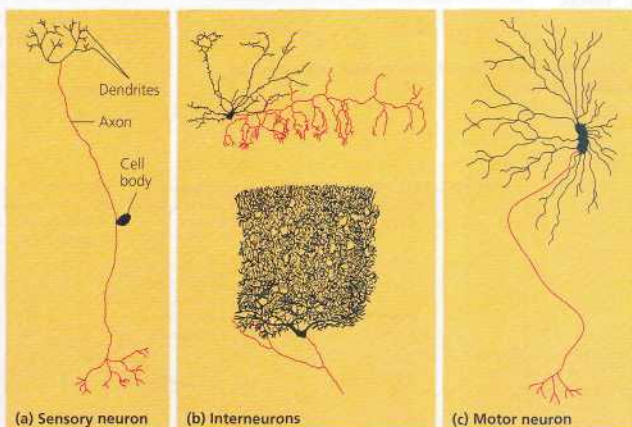 Dendrites
Axon
Cell
body
(a) Sensory neuron
(b) Interneurons
(c) Motor neuron